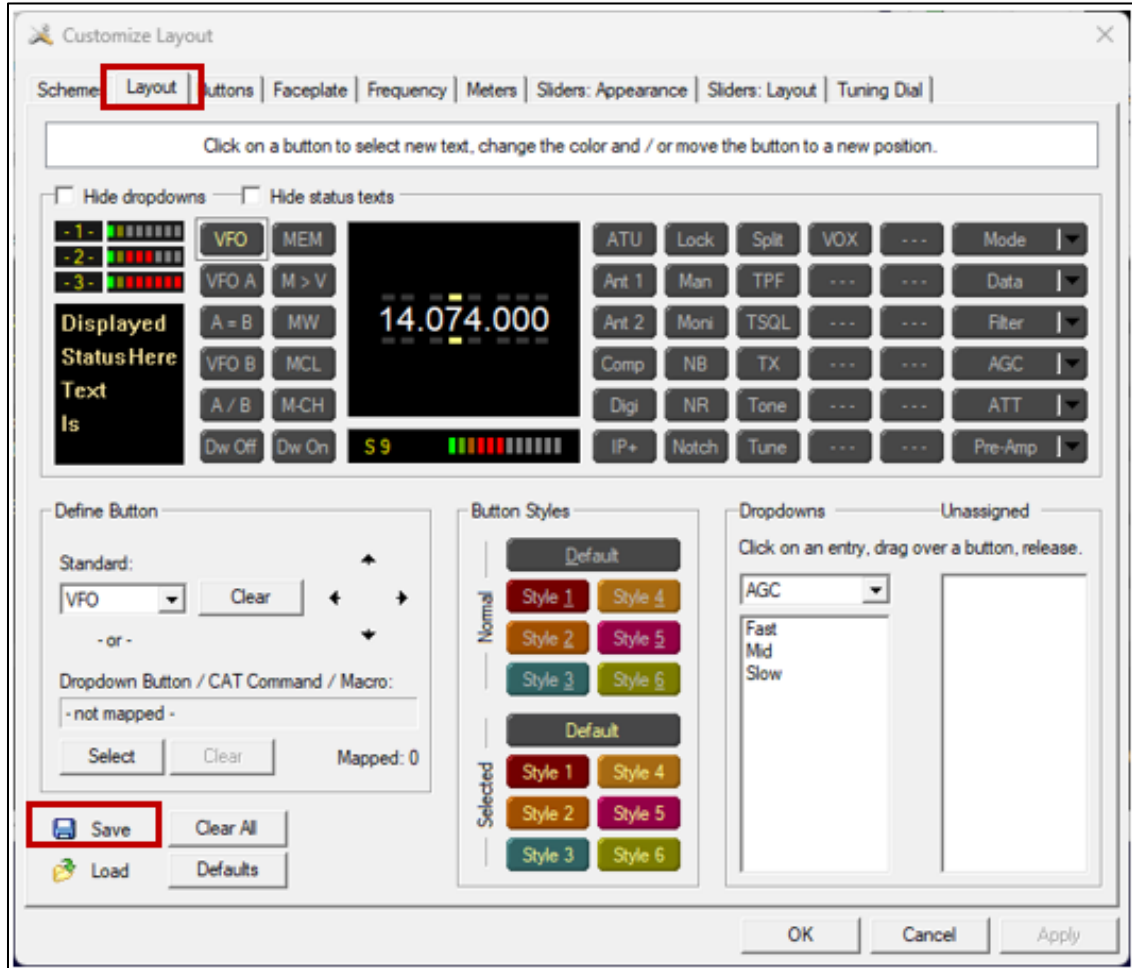 Customize Layout
Scheme Layout uttons Faceplate Frequency Meters Sliders: Appearance Sliders: Layout Tuning Dial
Click on a button to select new text, change the color and / or move the button to a new position.
Hide dropdowns Hide status texts
- 1 - VFO MEM ATU Lock Split VOX - - - Mode
- 2 -
- 3 - VFO A M > V Ant 1 Man TPF - - - - - - Data
Displayed A = B MW 14.074.000 Ant 2 Moni TSQL - - - - - - Filter
Status Here VFO B MCL Comp NB TX - - - - - - AGC
Text A / B M-CH Digi NR Tone - - - - - - ATT
Is
Dw Off Dw On S 9 IP+ Notch Tune - - - - - - Pre-Amp
Define Button
Standard:
VFO Clear
- or -
Dropdown Button / CAT Command / Macro:
- not mapped -
Select Clear Mapped: 0
Save Clear All
Load Defaults
Button Styles
Normal
Default
Style 1 Style 4
Style 2 Style 5
Style 3 Style 6
Selected
Default
Style 1 Style 4
Style 2 Style 5
Style 3 Style 6
Dropdowns Unassigned
Click on an entry, drag over a button, release.
AGC
Fast
Mid
Slow
OK Cancel Apply